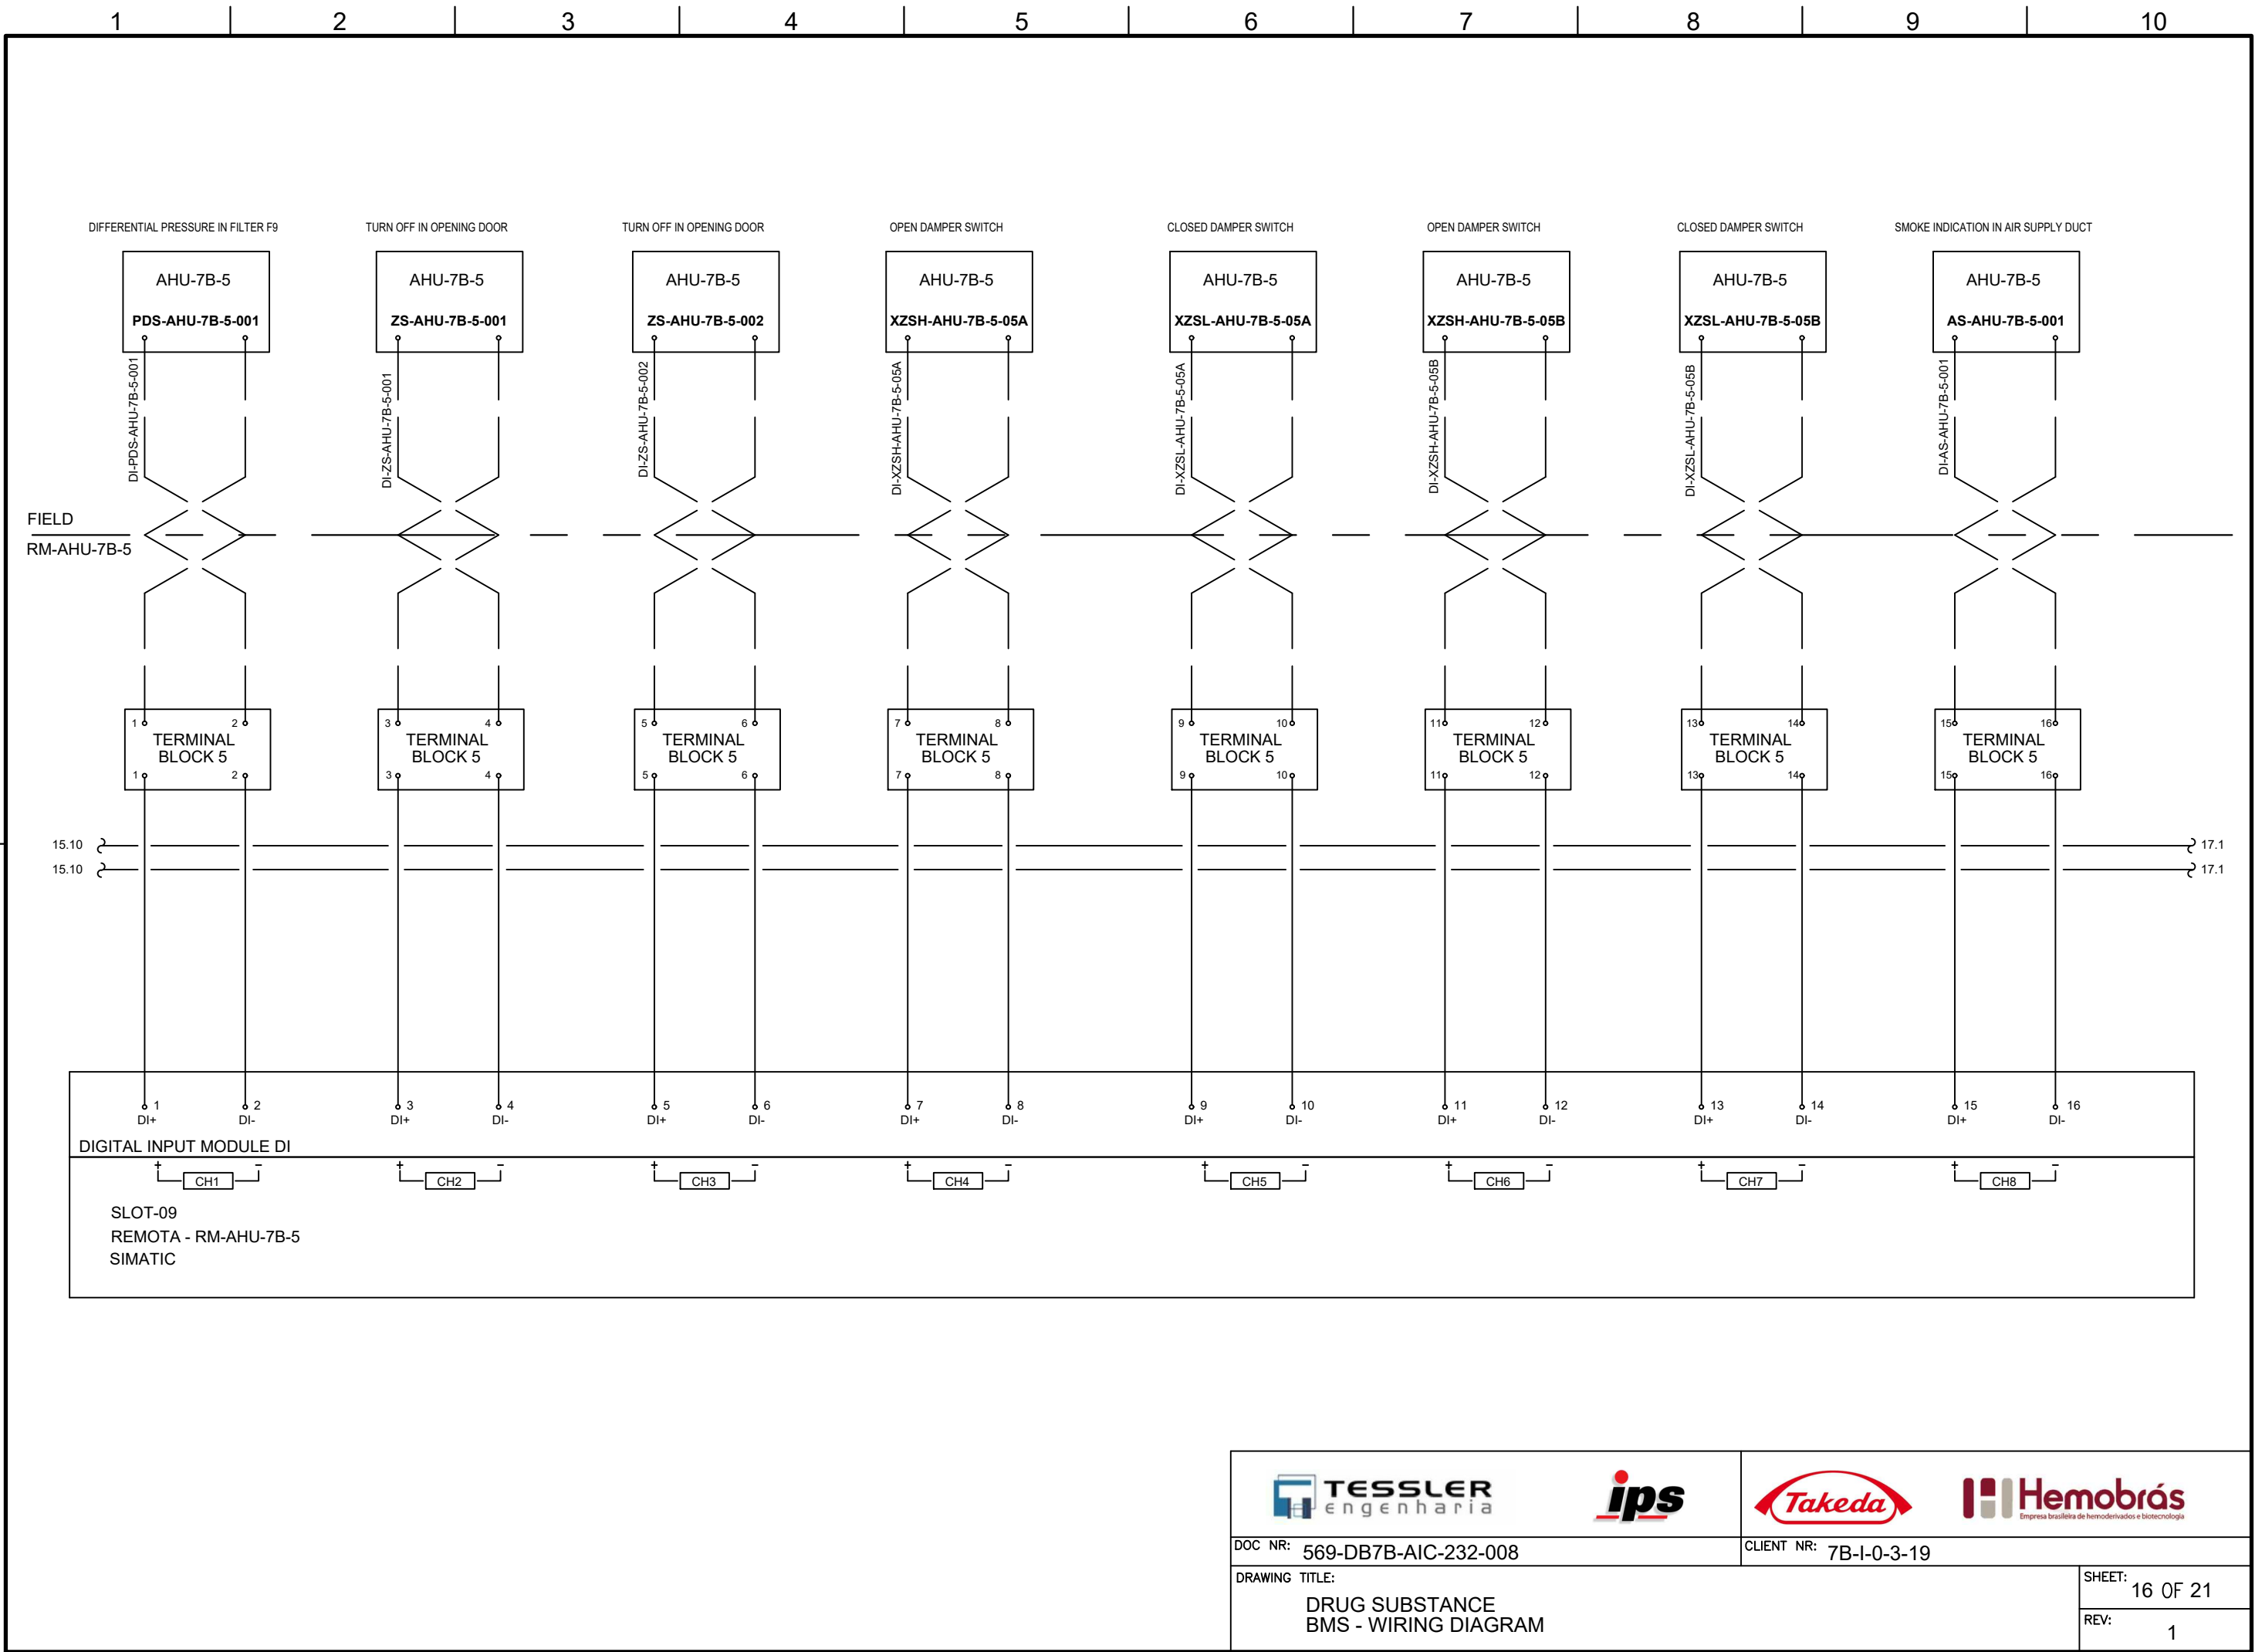 1 2 3 4 5 6 7 8 9 10
DIFFERENTIAL PRESSURE IN FILTER F9
TURN OFF IN OPENING DOOR
TURN OFF IN OPENING DOOR
OPEN DAMPER SWITCH
CLOSED DAMPER SWITCH
OPEN DAMPER SWITCH
CLOSED DAMPER SWITCH
SMOKE INDICATION IN AIR SUPPLY DUCT
AHU-7B-5
PDS-AHU-7B-5-001
AHU-7B-5
ZS-AHU-7B-5-001
AHU-7B-5
ZS-AHU-7B-5-002
AHU-7B-5
XZSH-AHU-7B-5-05A
AHU-7B-5
XZSL-AHU-7B-5-05A
AHU-7B-5
XZSH-AHU-7B-5-05B
AHU-7B-5
XZSL-AHU-7B-5-05B
AHU-7B-5
AS-AHU-7B-5-001
DI-PDS-AHU-7B-5-001
DI-ZS-AHU-7B-5-001
DI-ZS-AHU-7B-5-002
DI-XZSH-AHU-7B-5-05A
DI-XZSL-AHU-7B-5-05A
DI-XZSH-AHU-7B-5-05B
DI-XZSL-AHU-7B-5-05B
DI-AS-AHU-7B-5-001
FIELD
RM-AHU-7B-5
1 2
TERMINAL
BLOCK 5
1 2
3 4
TERMINAL
BLOCK 5
3 4
5 6
TERMINAL
BLOCK 5
5 6
7 8
TERMINAL
BLOCK 5
7 8
9 10
TERMINAL
BLOCK 5
9 10
11 12
TERMINAL
BLOCK 5
11 12
13 14
TERMINAL
BLOCK 5
13 14
15 16
TERMINAL
BLOCK 5
15 16
15.10 17.1
15.10 17.1
1 2 3 4 5 6 7 8 9 10 11 12 13 14 15 16
DI+ DI- DI+ DI- DI+ DI- DI+ DI- DI+ DI- DI+ DI- DI+ DI- DI+ DI-
DIGITAL INPUT MODULE DI
+ - + - + - + - + - + - + - + -
CH1 CH2 CH3 CH4 CH5 CH6 CH7 CH8
SLOT-09
REMOTA - RM-AHU-7B-5
SIMATIC
TESSLER
engenharia
ips
Takeda
Hemobrás
Empresa brasileira de hemoderivados e biotecnologia
DOC NR: 569-DB7B-AIC-232-008
CLIENT NR: 7B-I-0-3-19
DRAWING TITLE:
DRUG SUBSTANCE
BMS - WIRING DIAGRAM
SHEET: 16 OF 21
REV: 1